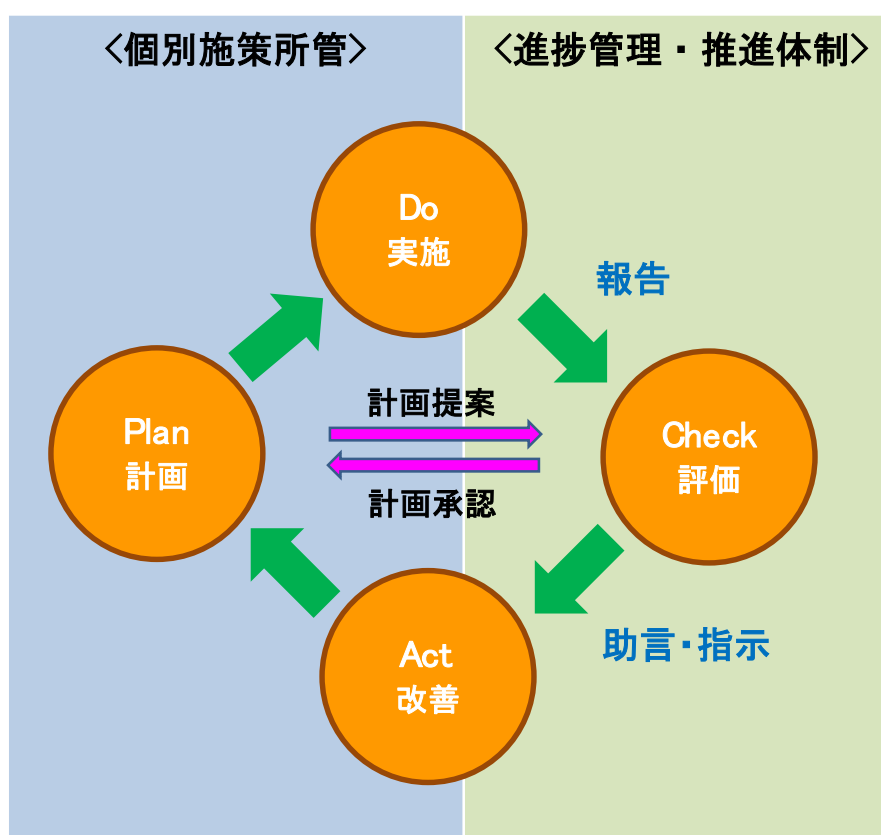 <個別施策所管>
<進捗管理・推進体制>
Do
実施
報告
計画提案
Plan
計画
Check
評価
計画承認
助言・指示
Act
改善